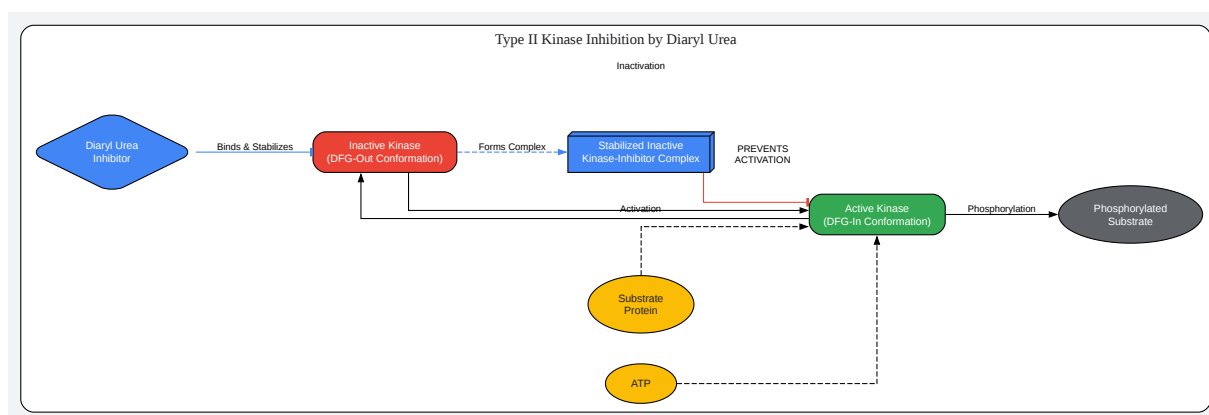 Type II Kinase Inhibition by Diaryl Urea
Inactivation
Diaryl Urea
Inhibitor
Binds & Stabilizes
Inactive Kinase
(DFG-Out Conformation)
Forms Complex
Stabilized Inactive
Kinase-Inhibitor Complex
PREVENTS
ACTIVATION
Activation
Active Kinase
(DFG-In Conformation)
Phosphorylation
Phosphorylated
Substrate
Substrate
Protein
ATP